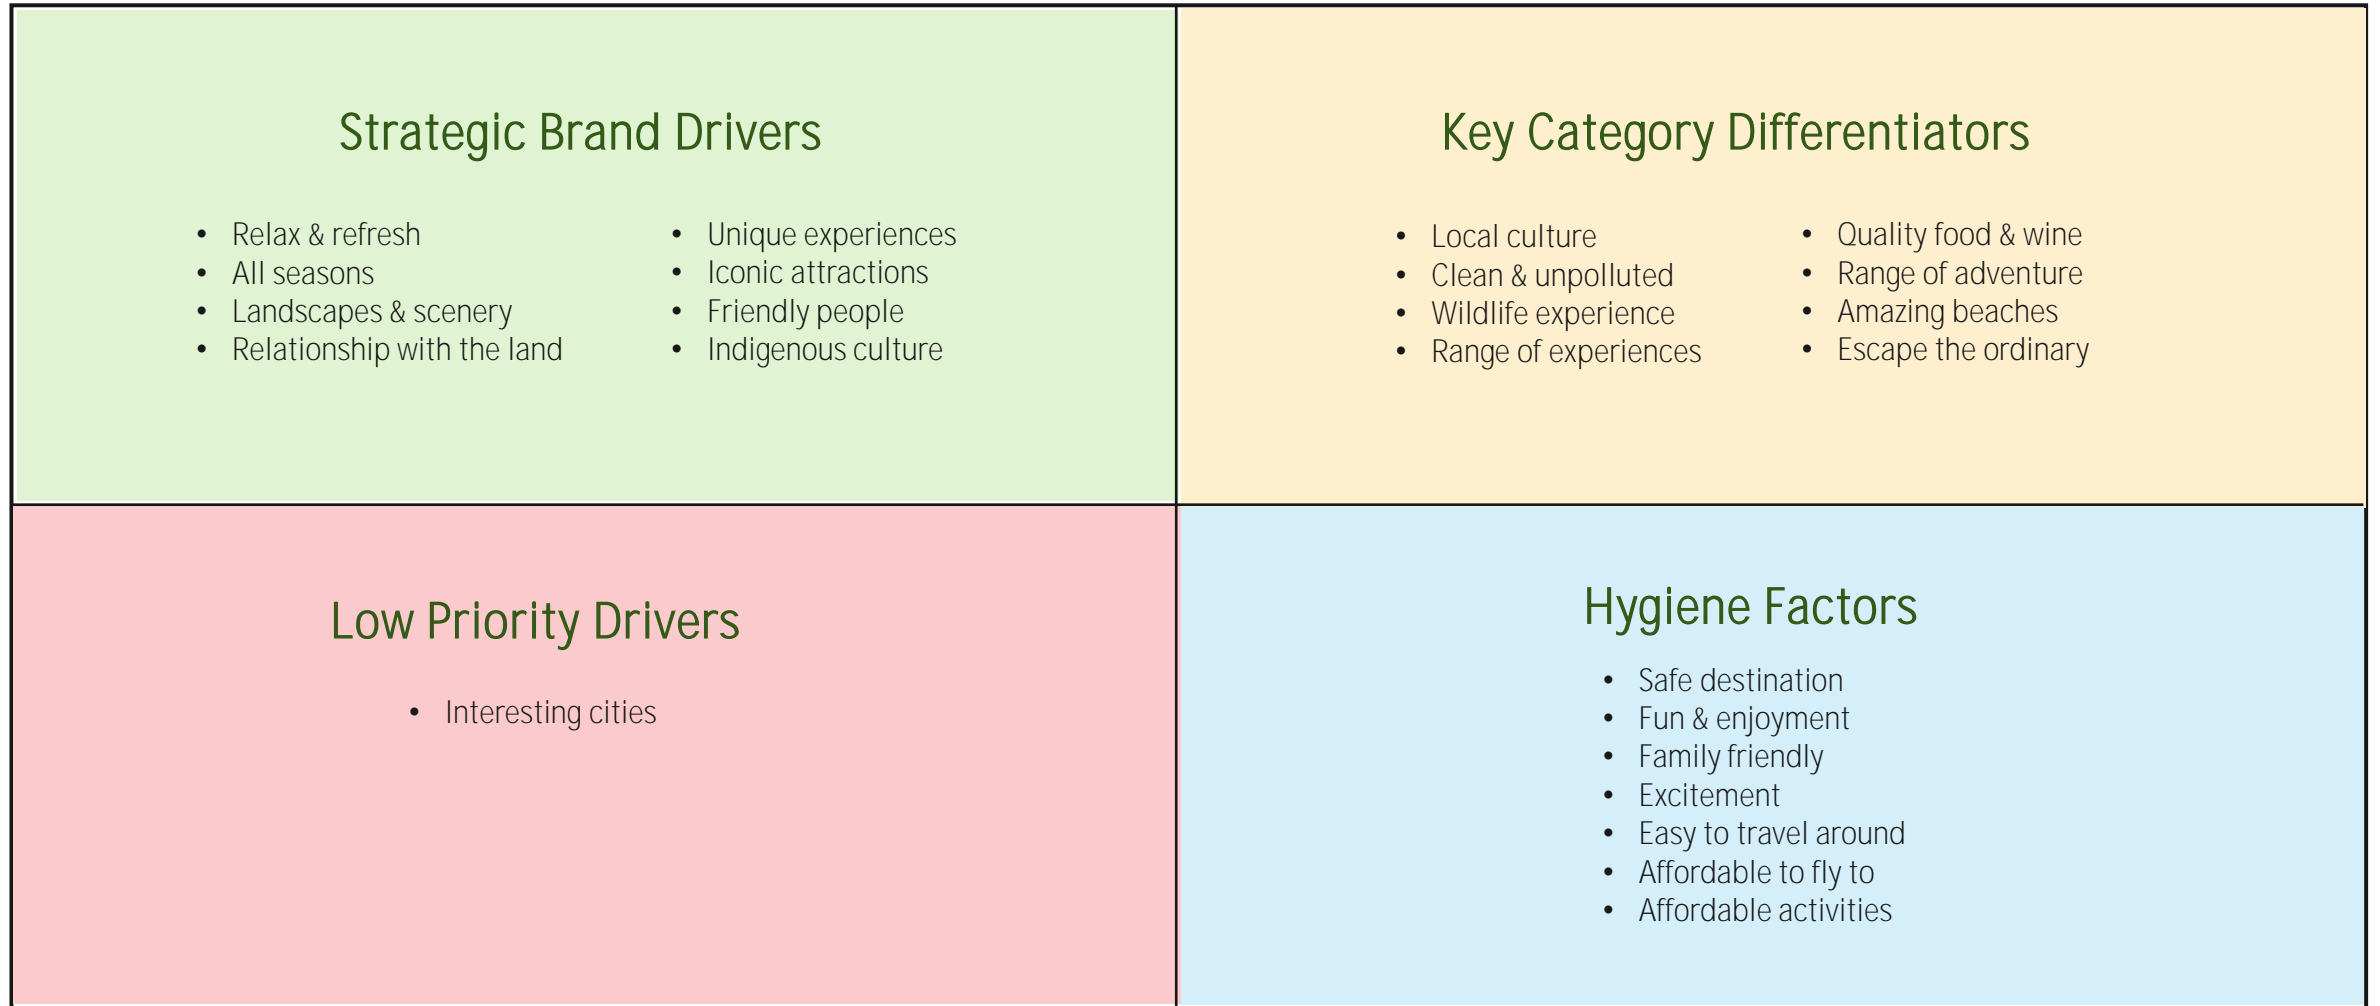 Strategic Brand Drivers
• Relax & refresh
• All seasons
• Landscapes & scenery
• Relationship with the land
• Unique experiences
• Iconic attractions
• Friendly people
• Indigenous culture
Key Category Differentiators
• Local culture
• Clean & unpolluted
• Wildlife experience
• Range of experiences
• Quality food & wine
• Range of adventure
• Amazing beaches
• Escape the ordinary
Low Priority Drivers
• Interesting cities
Hygiene Factors
• Safe destination
• Fun & enjoyment
• Family friendly
• Excitement
• Easy to travel around
• Affordable to fly to
• Affordable activities